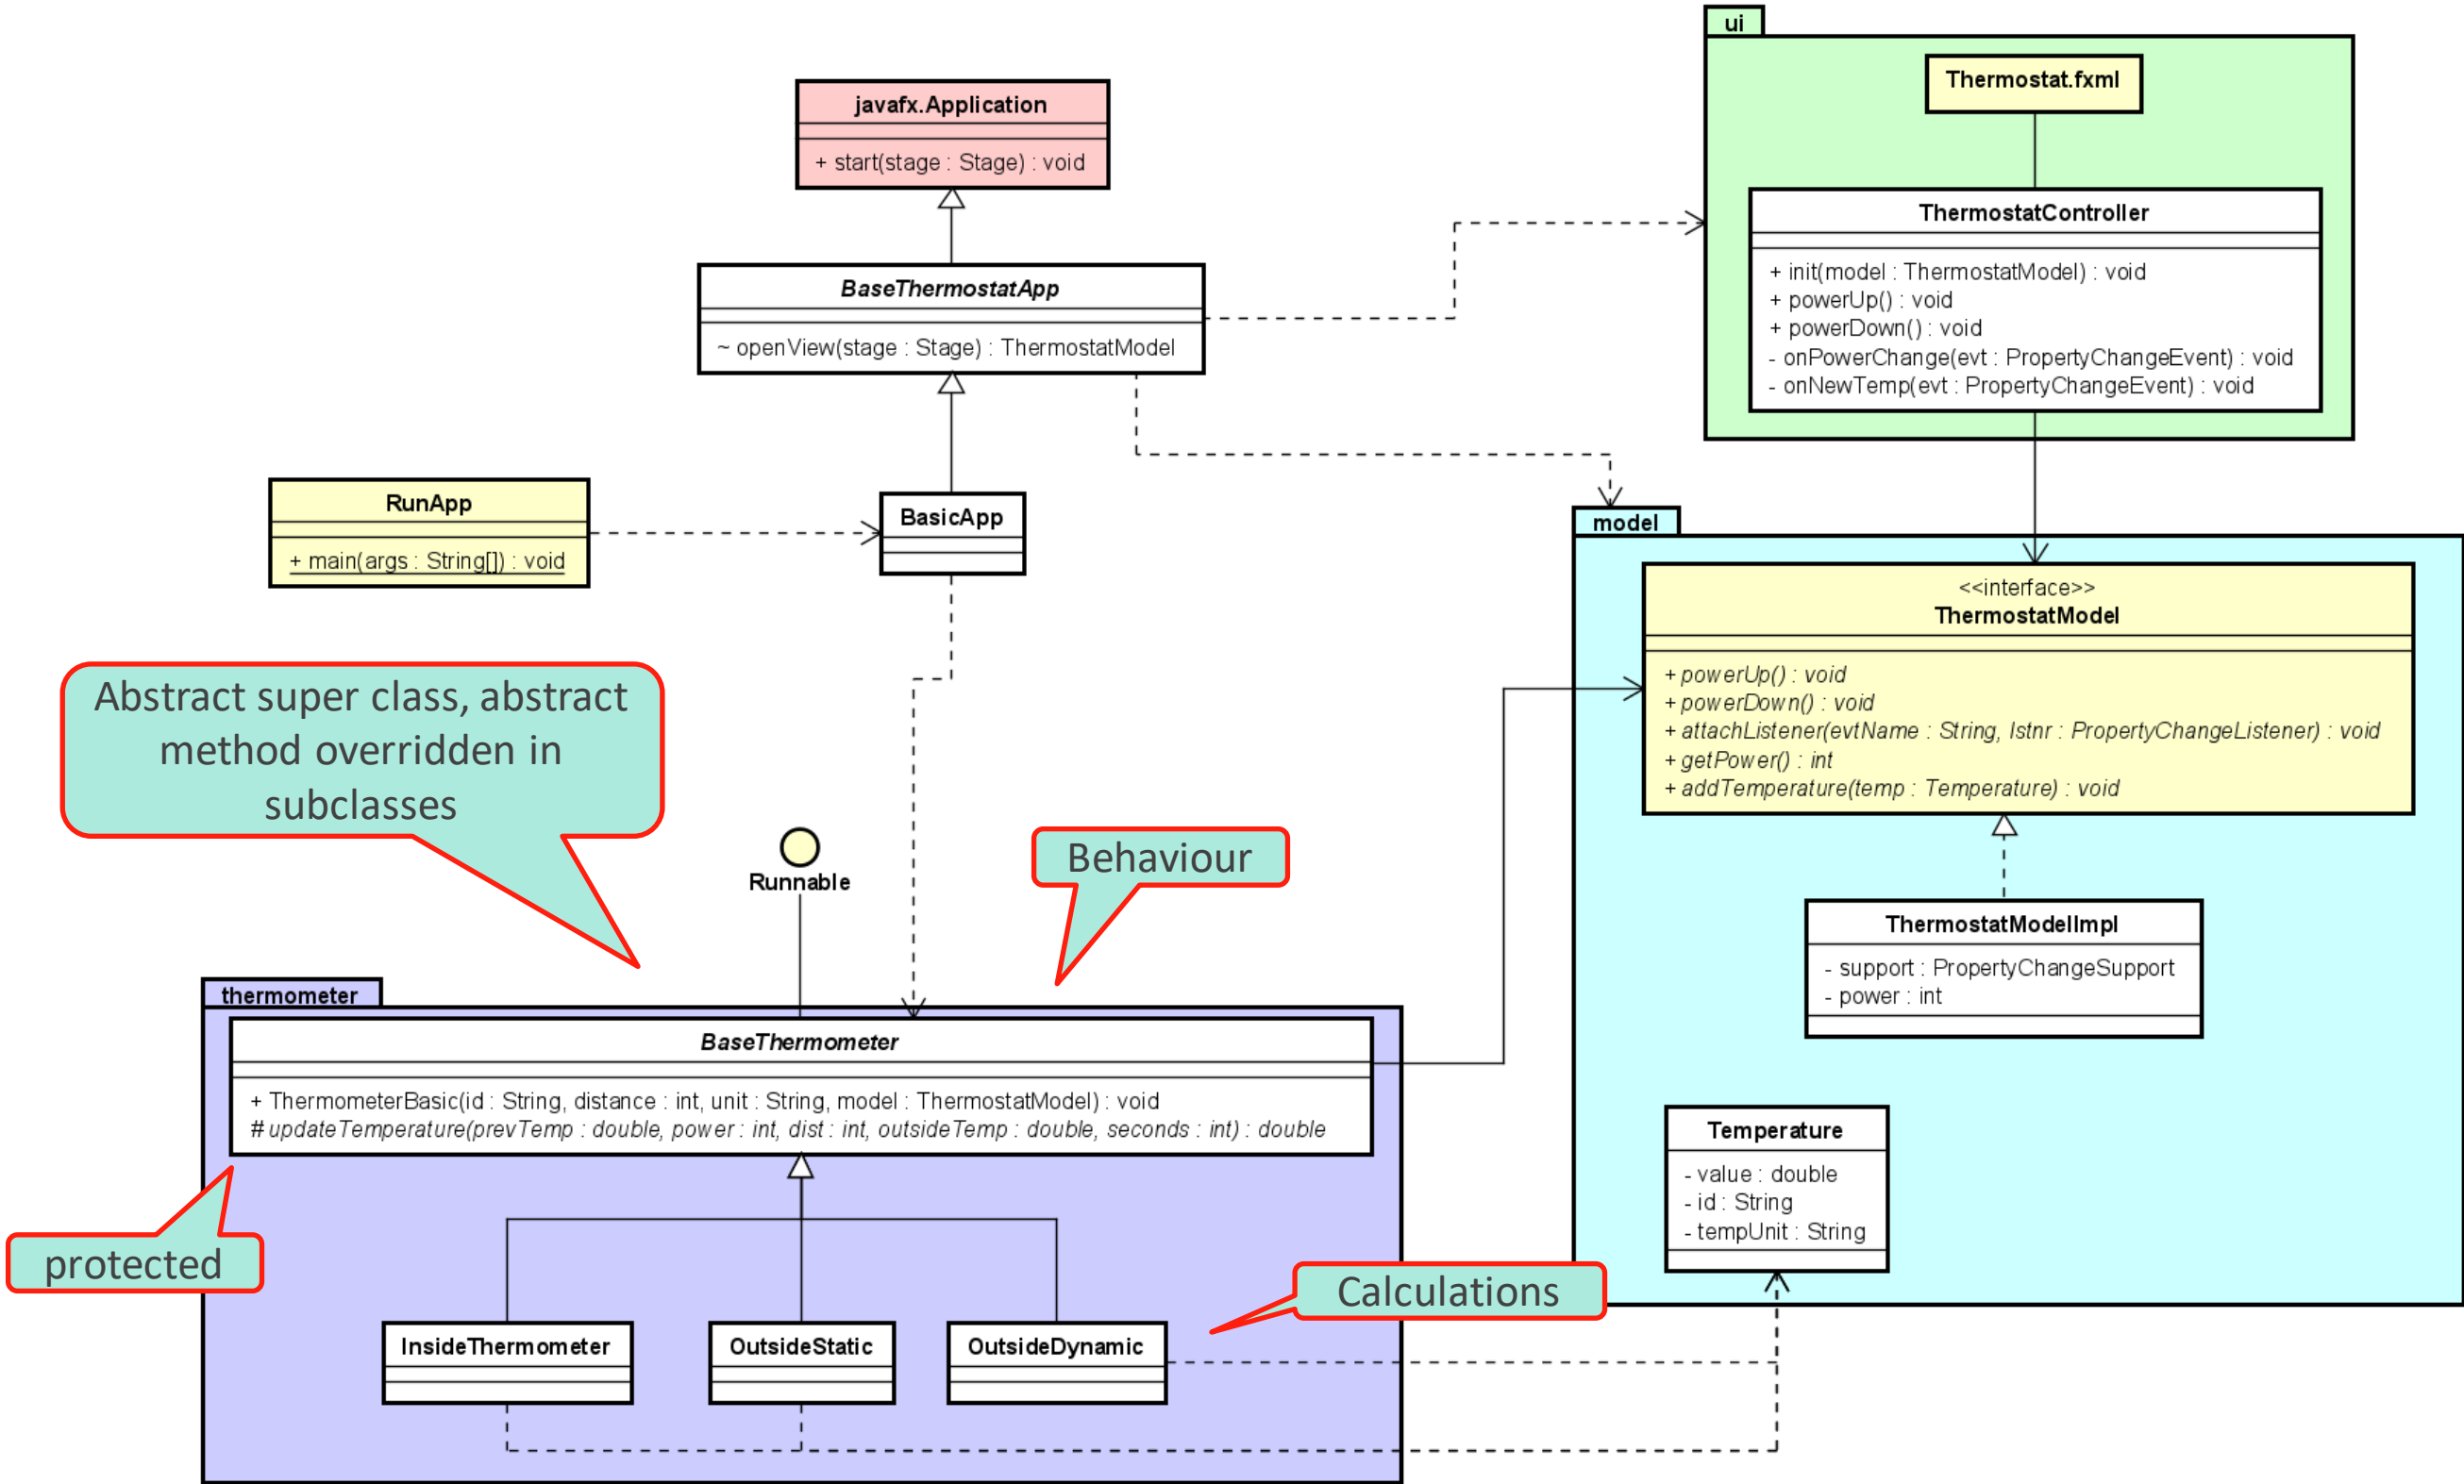 ui
Thermostat.fxml
javafx.Application
+ start(stage : Stage) : void
ThermostatController
+ init(model : ThermostatModel) : void
+ powerUp() : void
+ powerDown() : void
- onPowerChange(evt : PropertyChangeEvent) : void
- onNewTemp(evt : PropertyChangeEvent) : void
BaseThermostatApp
~ openView(stage : Stage) : ThermostatModel
RunApp
+ main(args : String[]) : void
BasicApp
model
<<interface>>
ThermostatModel
+ powerUp() : void
+ powerDown() : void
+ attachListener(evtName : String, lstnr : PropertyChangeListener) : void
+ getPower() : int
+ addTemperature(temp : Temperature) : void
Abstract super class, abstract
method overridden in
subclasses
Runnable
Behaviour
ThermostatModelImpl
- support : PropertyChangeSupport
- power : int
thermometer
BaseThermometer
+ ThermometerBasic(id : String, distance : int, unit : String, model : ThermostatModel) : void
# updateTemperature(prevTemp : double, power : int, dist : int, outsideTemp : double, seconds : int) : double
Temperature
- value : double
- id : String
- tempUnit : String
protected
Calculations
InsideThermometer
OutsideStatic
OutsideDynamic